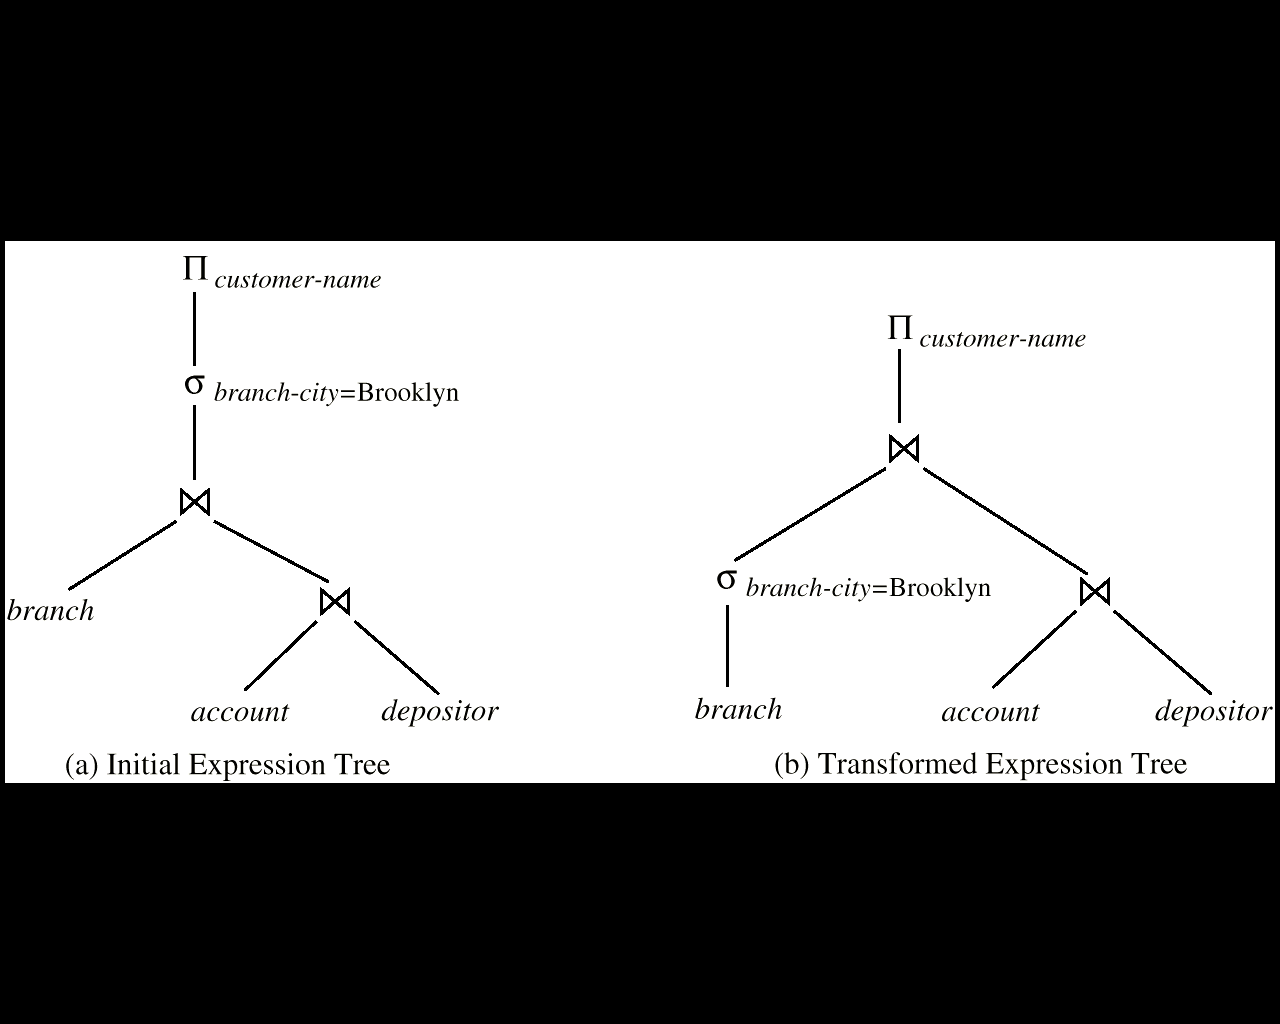 Π customer-name
σ branch-city=Brooklyn
⋈
branch
⋈
account
depositor
(a) Initial Expression Tree
Π customer-name
⋈
σ branch-city=Brooklyn
⋈
branch
account
depositor
(b) Transformed Expression Tree